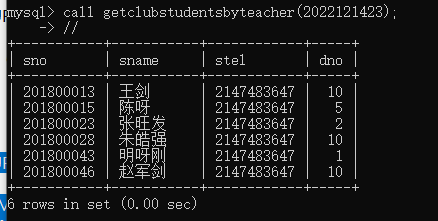 mysql> call getclubstudentsbyteacher(2022121423);
    -> //
+-----------+--------+------------+-----+
| sno       | sname  | stel       | dno |
+-----------+--------+------------+-----+
| 201800013 | 王剑   | 2147483647 |  10 |
| 201800015 | 陈呀   | 2147483647 |   5 |
| 201800023 | 张旺发 | 2147483647 |   2 |
| 201800028 | 朱皓强 | 2147483647 |  10 |
| 201800043 | 明呀刚 | 2147483647 |   1 |
| 201800046 | 赵军剑 | 2147483647 |  10 |
+-----------+--------+------------+-----+
6 rows in set (0.00 sec)